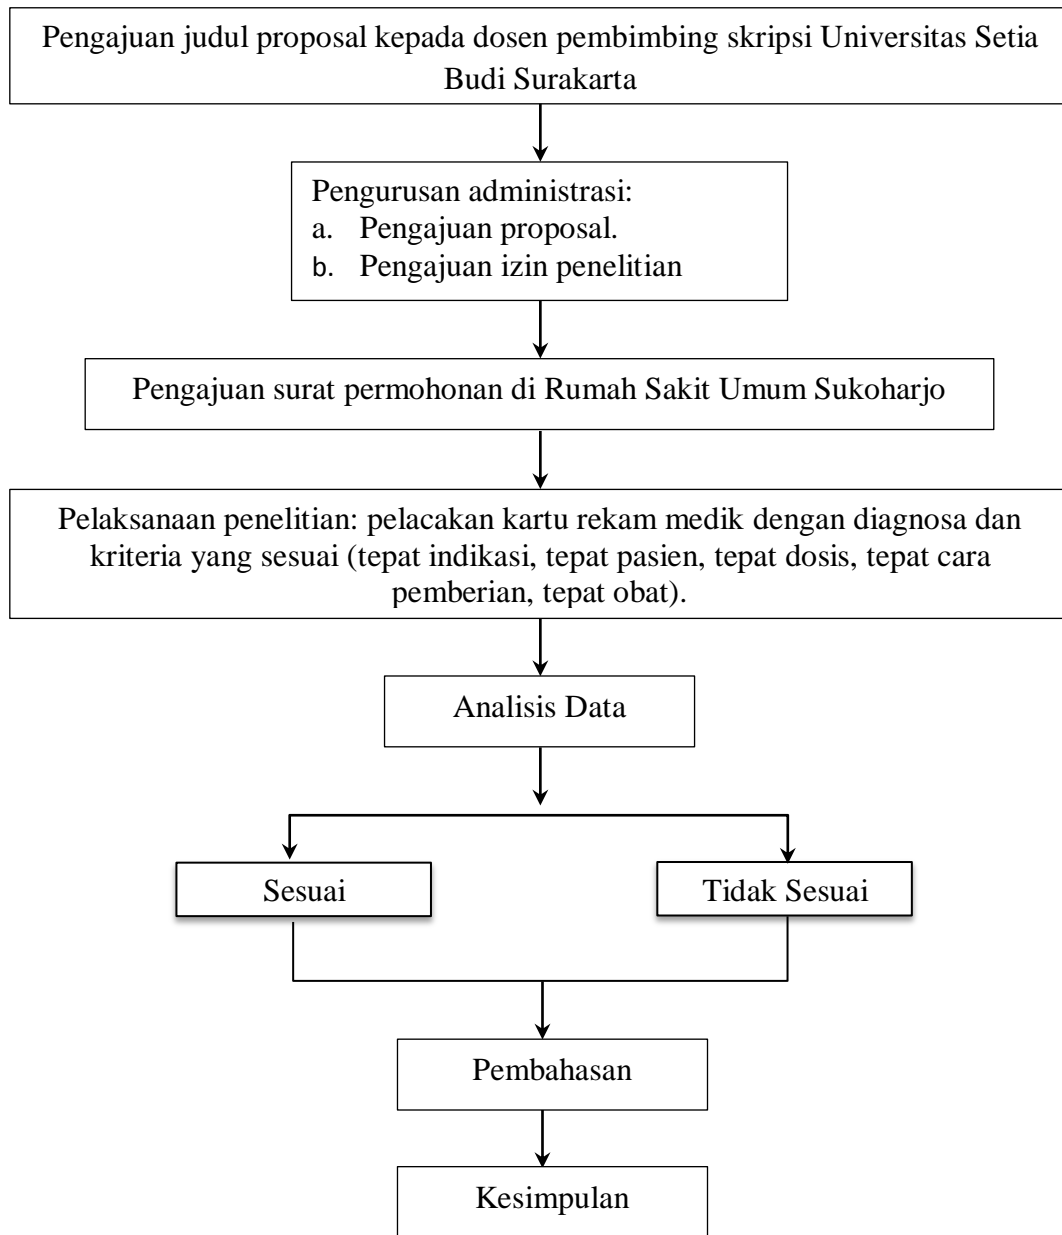 Pengajuan judul proposal kepada dosen pembimbing skripsi Universitas Setia
Budi Surakarta
Pengurusan administrasi:
a. Pengajuan proposal.
b. Pengajuan izin penelitian
Pengajuan surat permohonan di Rumah Sakit Umum Sukoharjo
Pelaksanaan penelitian: pelacakan kartu rekam medik dengan diagnosa dan
kriteria yang sesuai (tepat indikasi, tepat pasien, tepat dosis, tepat cara
pemberian, tepat obat).
Analisis Data
Sesuai
Tidak Sesuai
Pembahasan
Kesimpulan